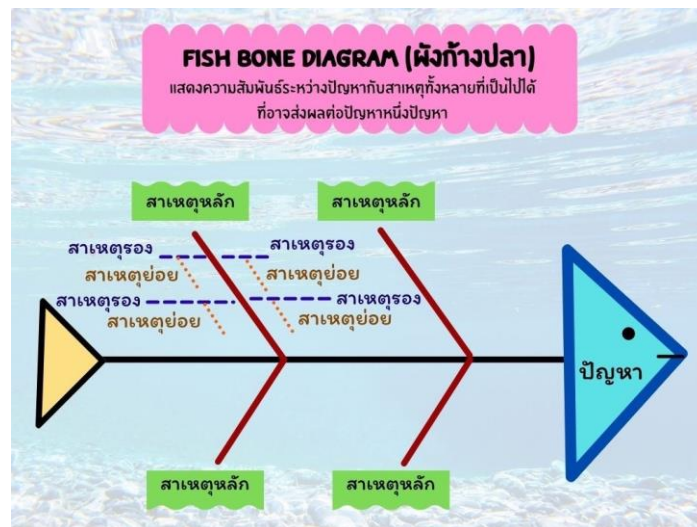 FISH BONE DIAGRAM (ผังก้างปลา)
แสดงความสัมพันธ์ระหว่างปัญหากับสาเหตุทั้งหลายที่เป็นไปได้
ที่อาจส่งผลต่อปัญหาหนึ่งปัญหา
สาเหตุหลัก
สาเหตุหลัก
สาเหตุรอง
สาเหตุรอง
สาเหตุย่อย
สาเหตุย่อย
สาเหตุรอง
สาเหตุรอง
สาเหตุย่อย
สาเหตุย่อย
ปัญหา
สาเหตุหลัก
สาเหตุหลัก